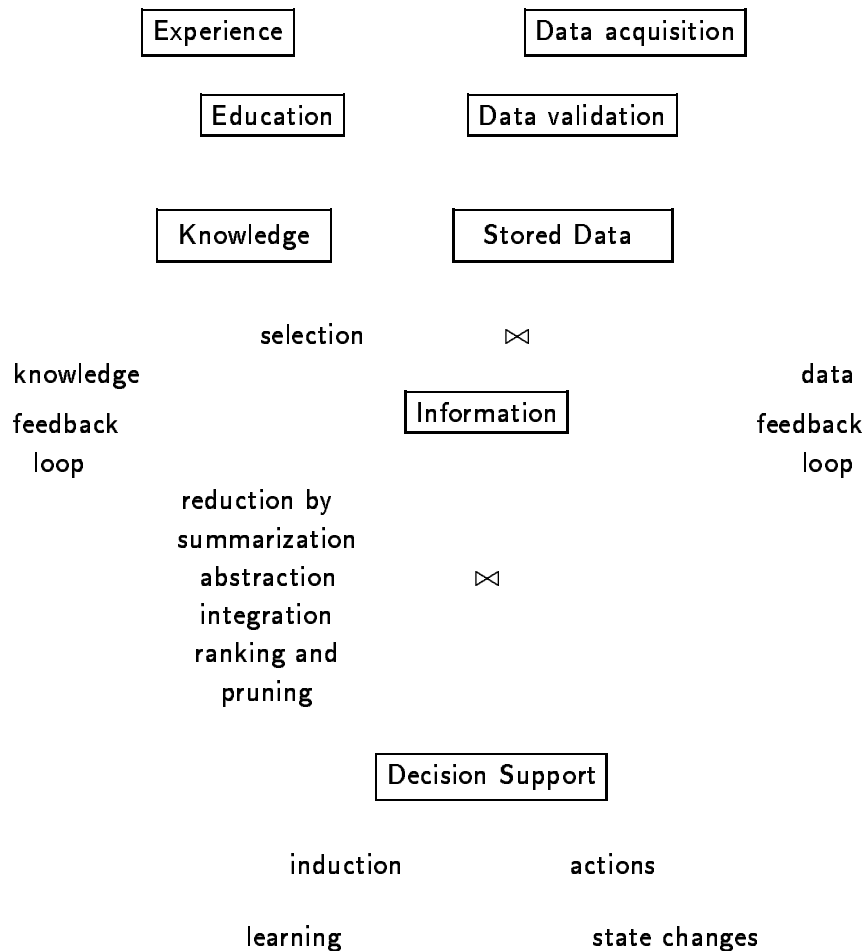 Experience Data acquisition
Education Data validation
Knowledge Stored Data
selection ⋈
knowledge data
Information
feedback feedback
loop loop
reduction by
summarization
abstraction ⋈
integration
ranking and
pruning
Decision Support
induction actions
learning state changes